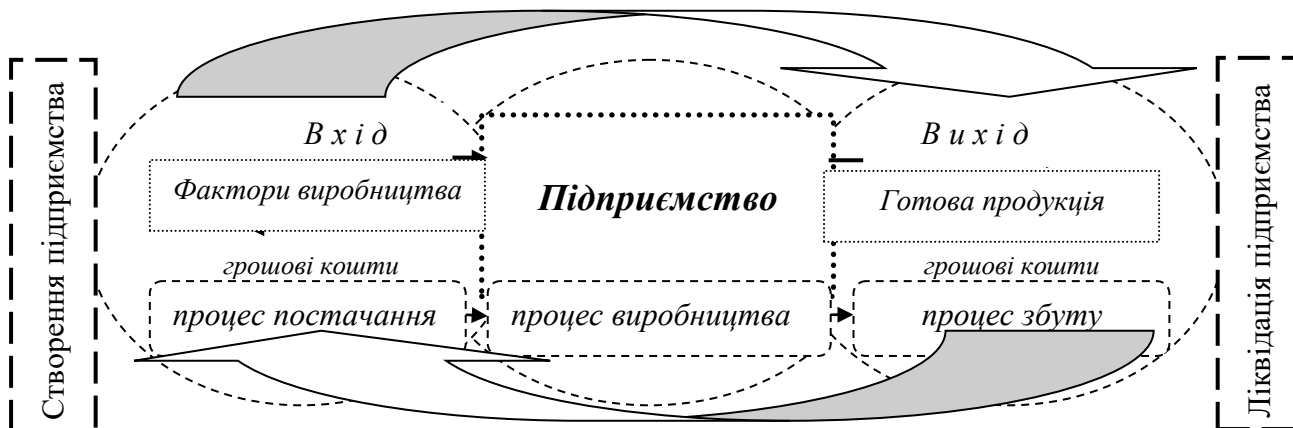 Створення підприємства
В х і д
В и х і д
Фактори виробництва
Підприємство
Готова продукція
грошові кошти
грошові кошти
процес постачання
процес виробництва
процес збуту
Ліквідація підприємства